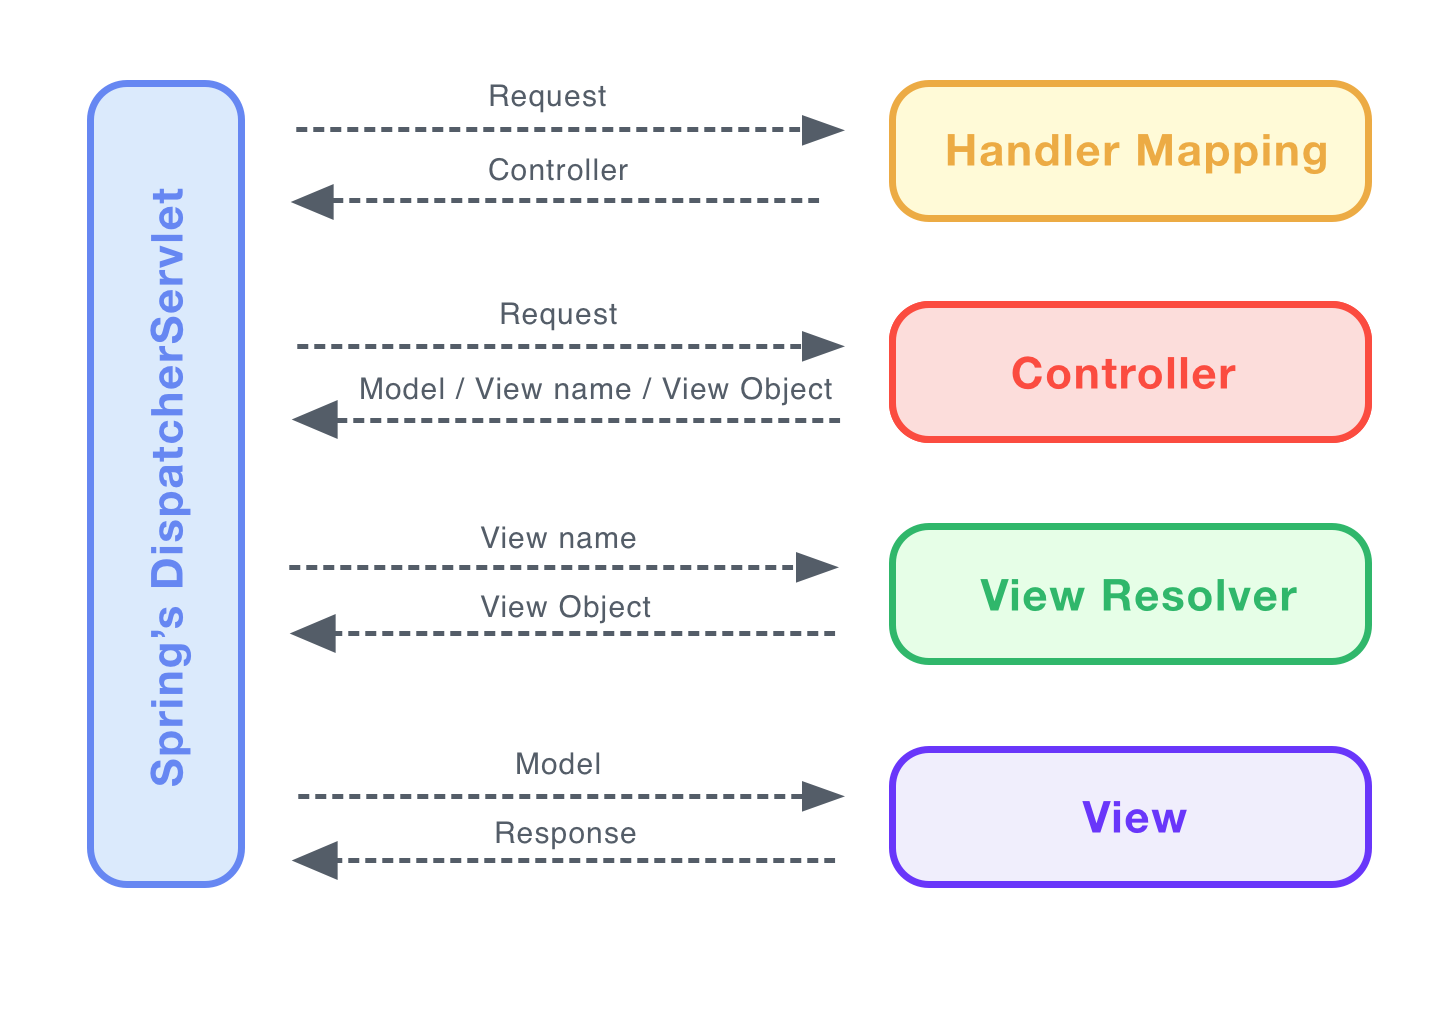 Spring’s DispatcherServlet
Request
Controller
Handler Mapping
Request
Model / View name / View Object
Controller
View name
View Object
View Resolver
Model
Response
View